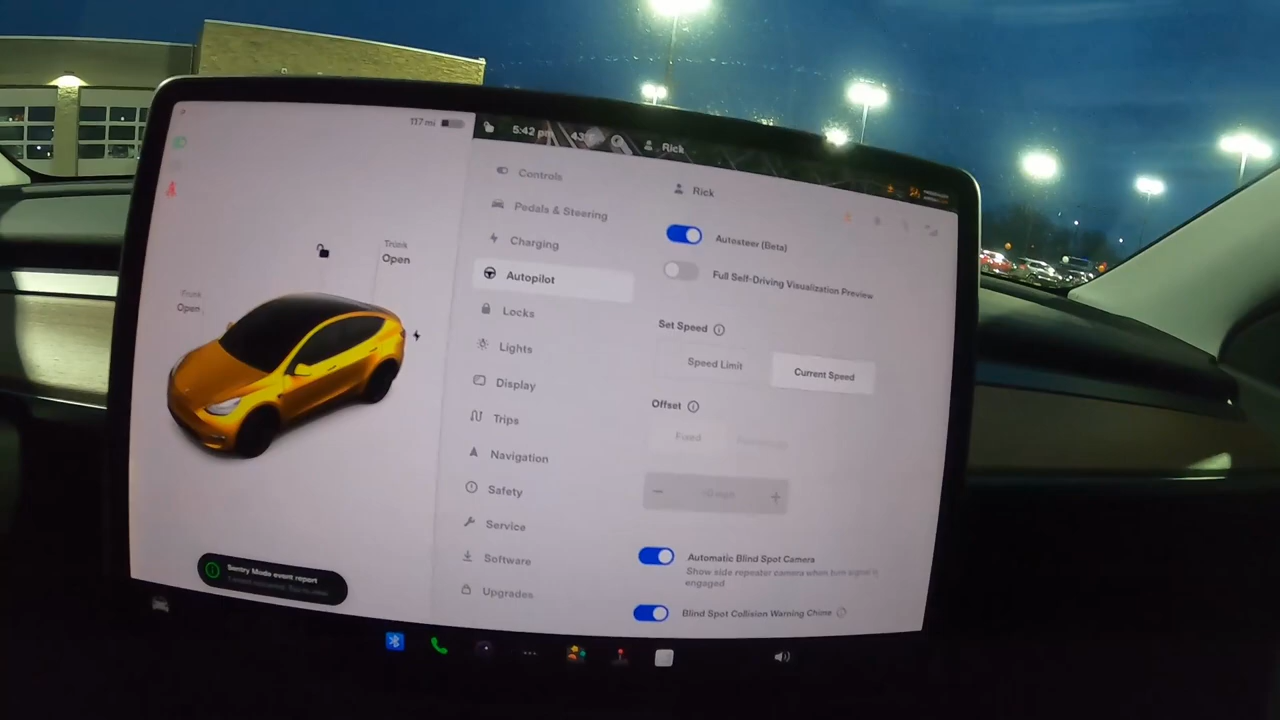 117 mi
5:42 pm
Rick
Controls
Pedals & Steering
Charging
Autopilot
Locks
Lights
Display
Trips
Navigation
Safety
Service
Software
Upgrades
Trunk
Open
Trunk
Open
Sentry Mode event report
Rick
Autosteer (Beta)
Full Self-Driving Visualization Preview
Set Speed
Speed Limit
Current Speed
Offset
Fixed
Automatic Blind Spot Camera
Show side repeater camera when turn signal is
engaged
Blind Spot Collision Warning Chime